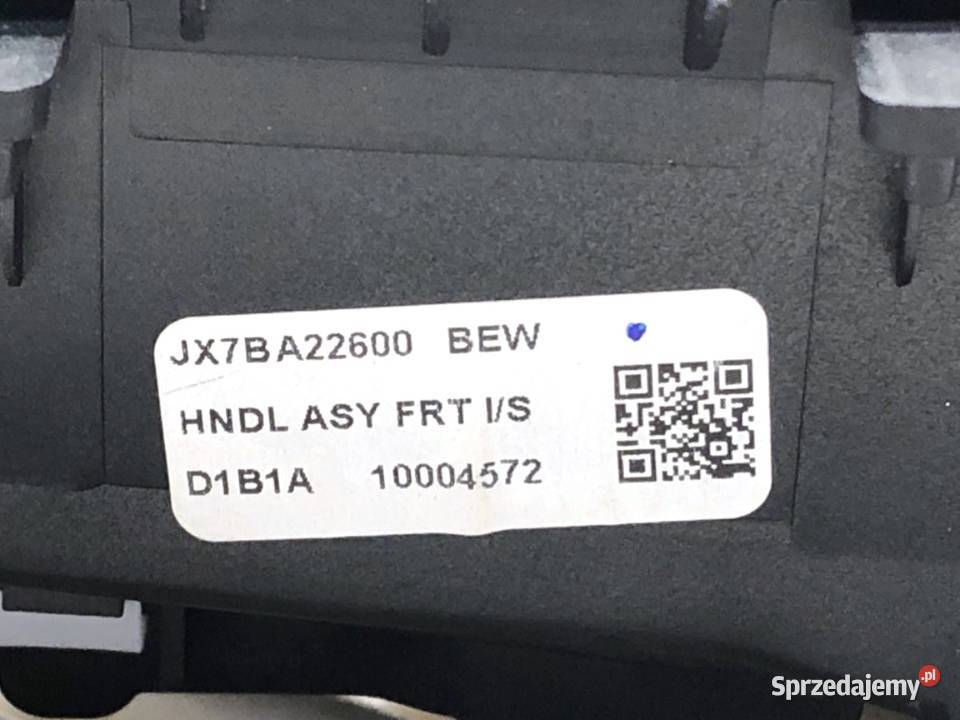 JX7BA22600 BEW
HNDL ASY FRT I/S
D1B1A 10004572
Sprzedajemy.pl